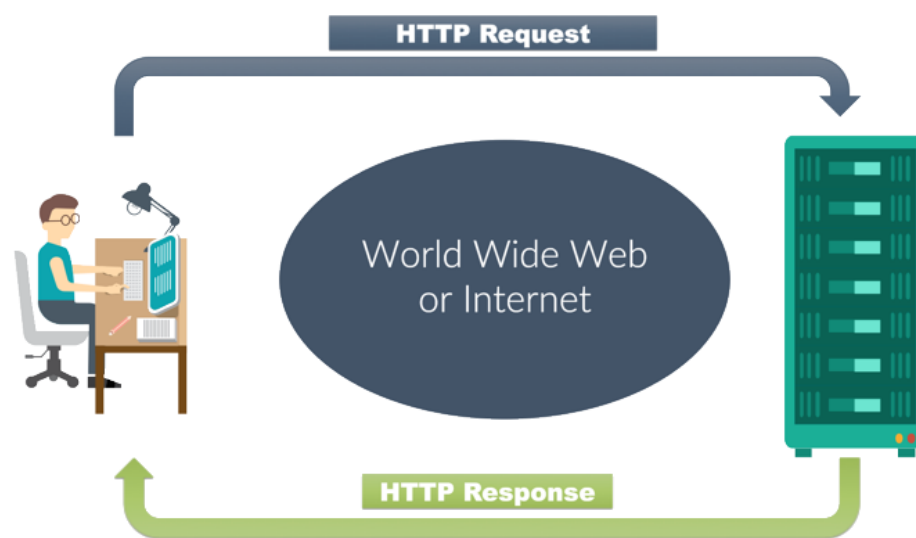 HTTP Request
World Wide Web
or Internet
HTTP Response